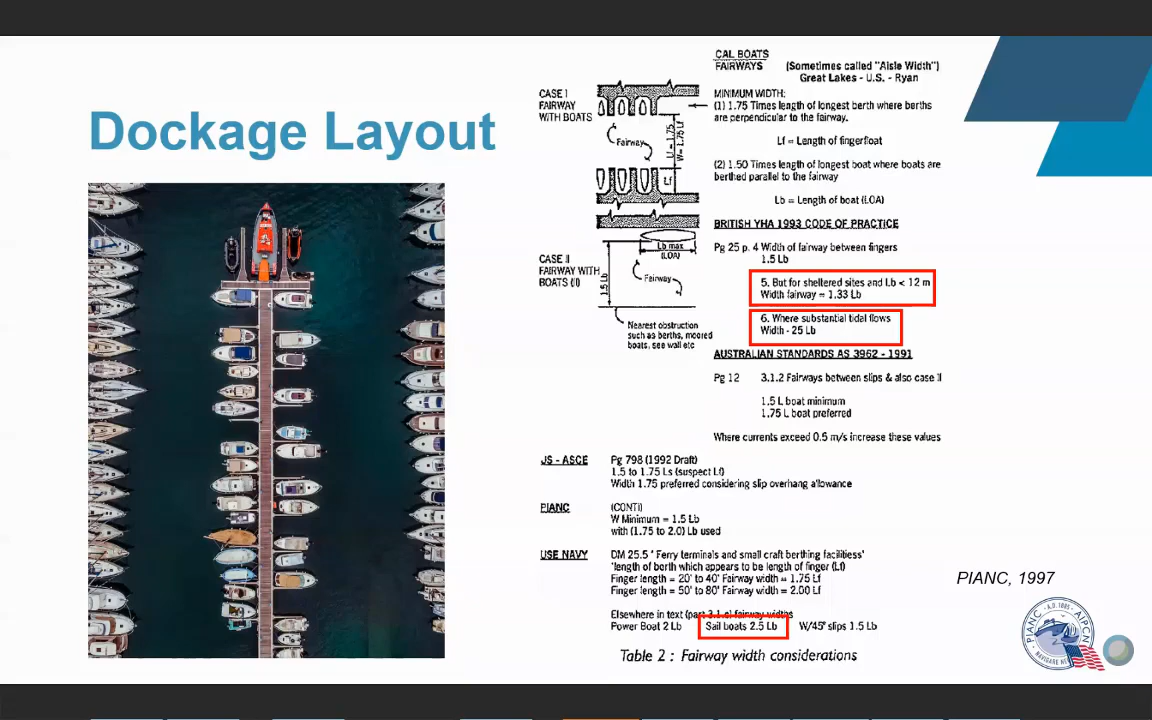 Dockage Layout
CAL BOATS
FAIRWAYS (Sometimes called "Aisle Width")
Great Lakes - U.S. - Ryan
CASE I
FAIRWAY
WITH BOATS
Fairway
W= 1.75 Lf
Lf
MINIMUM WIDTH:
(1) 1.75 Times length of longest berth where berths
are perpendicular to the fairway.
Lf = Length of fingerfloat
(2) 1.50 Times length of longest boat where boats are
berthed parallel to the fairway
Lb = Length of boat (LOA)
CASE II
FAIRWAY WITH
BOATS (II)
Lb max
(LOA)
1.5 Lb
Fairway
Nearest obstruction
such as berths, moored
boats, see wall etc
BRITISH YHA 1993 CODE OF PRACTICE
Pg 25 p. 4 Width of fairway between fingers
1.5 Lb
5. But for sheltered sites and Lb < 12 m
Width fairway = 1.33 Lb
6. Where substantial tidal flows
Width - 25 Lb
AUSTRALIAN STANDARDS AS 3962 - 1991
Pg 12 3.1.2 Fairways between slips & also case II
1.5 L boat minimum
1.75 L boat preferred
Where currents exceed 0.5 m/s increase these values
JS - ASCE Pg 798 (1992 Draft)
1.5 to 1.75 Ls (suspect Lf)
Width 1.75 preferred considering slip overhang allowance
PIANC (CONT)
W Minimum = 1.5 Lb
with (1.75 to 2.0) Lb used
USE NAVY DM 25.5 ' Ferry terminals and small craft berthing facilitiess'
'length of berth which appears to be length of finger (Lf)
Finger length = 20' to 40' Fairway width = 1.75 Lf
Finger length = 50' to 80' Fairway width = 2.00 Lf
Elsewhere in text (part 3.1.c) fairway widths
Power Boat 2 Lb Sail boats 2.5 Lb W/45° slips 1.5 Lb
Table 2 : Fairway width considerations
PIANC, 1997
PIANC A.D. 1885 AIPCN